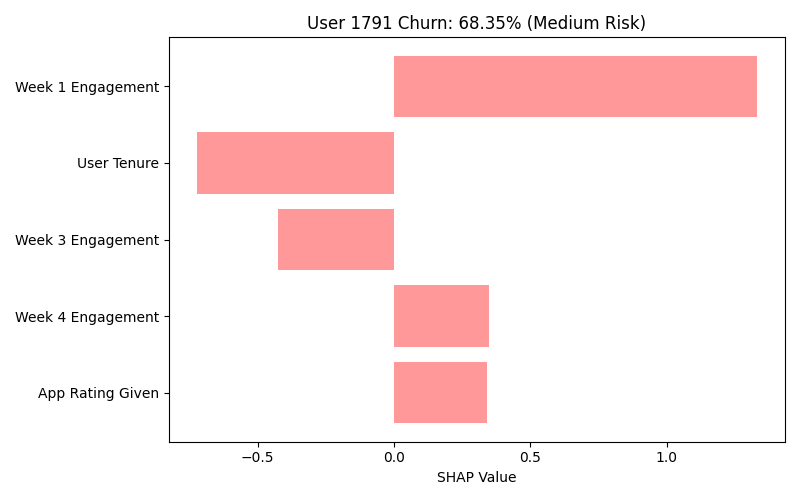 User 1791 Churn: 68.35% (Medium Risk)
Week 1 Engagement
User Tenure
Week 3 Engagement
Week 4 Engagement
App Rating Given
−0.5 0.0 0.5 1.0
SHAP Value